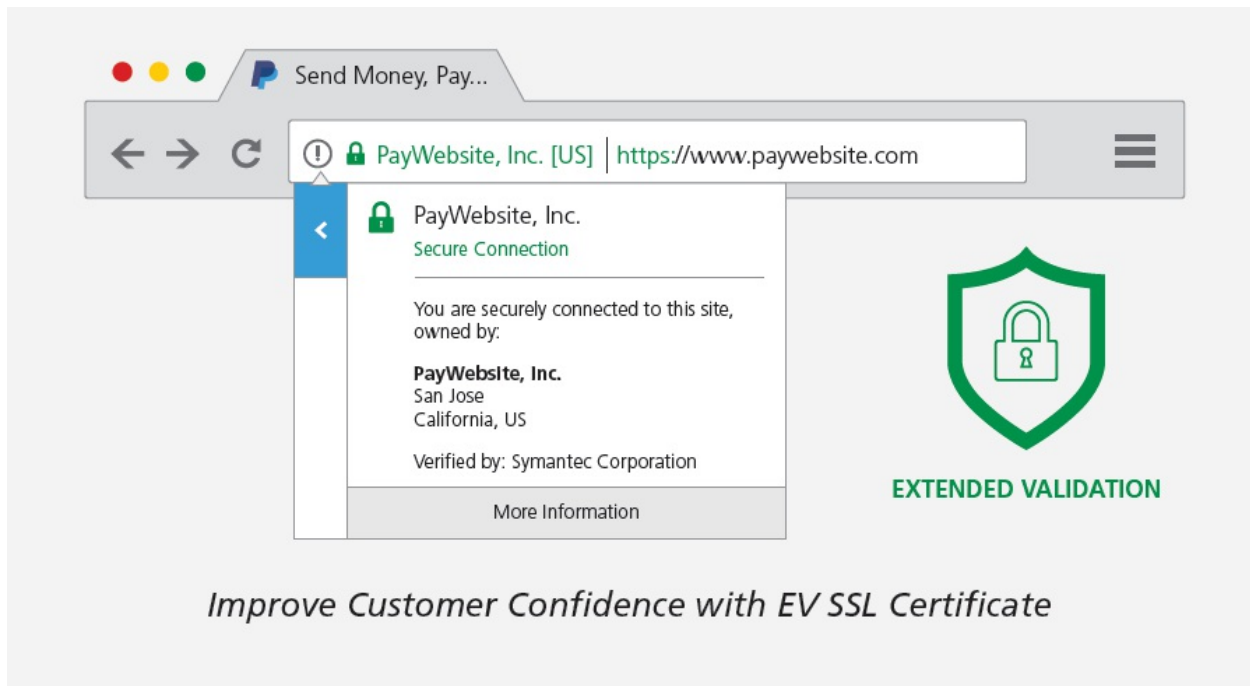 Send Money, Pay...
PayWebsite, Inc. [US] https://www.paywebsite.com
PayWebsite, Inc.
Secure Connection
You are securely connected to this site,
owned by:
PayWebsite, Inc.
San Jose
California, US
Verified by: Symantec Corporation
More Information
EXTENDED VALIDATION
Improve Customer Confidence with EV SSL Certificate